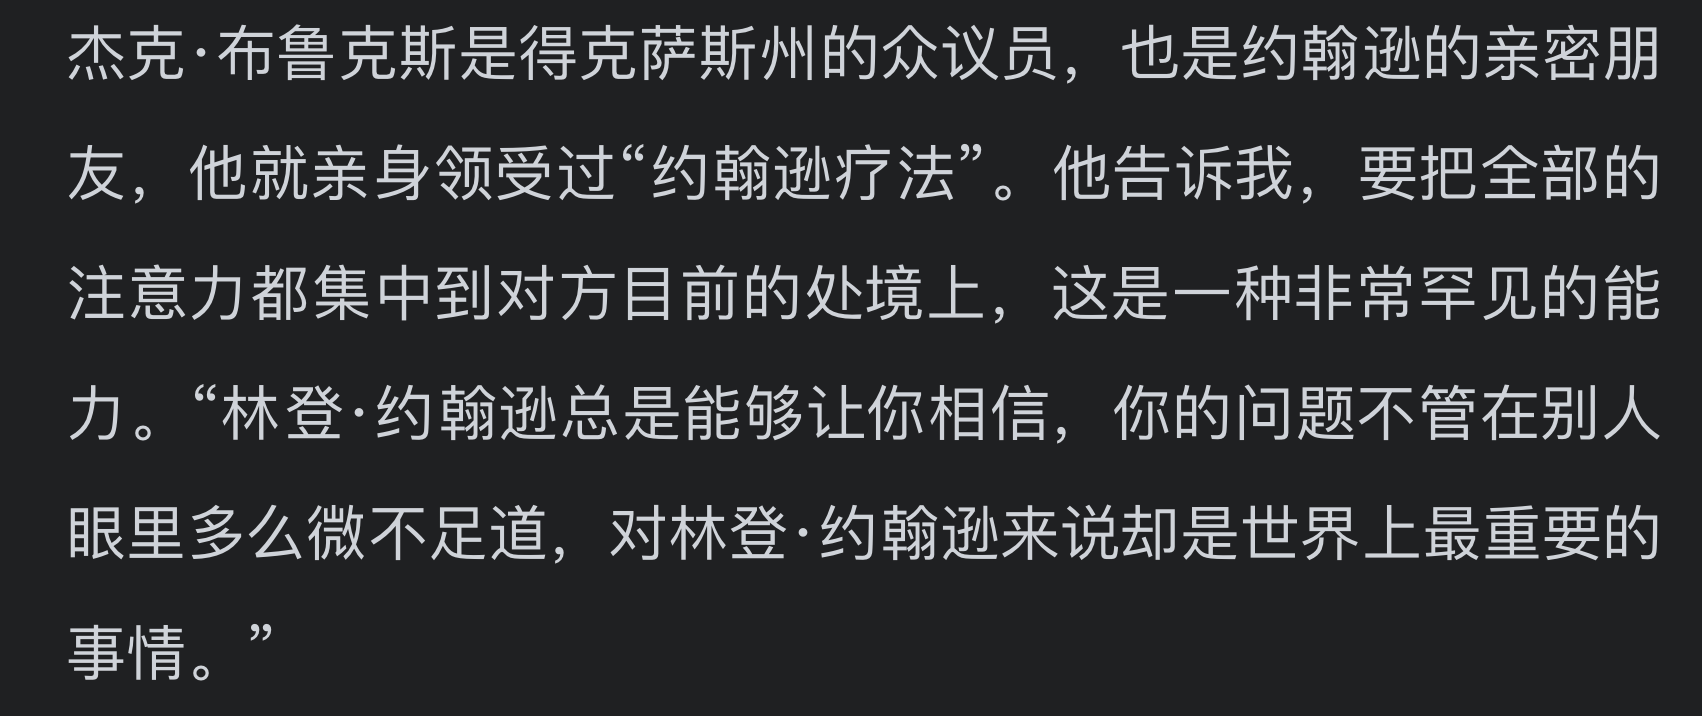 杰克·布鲁克斯是得克萨斯州的众议员，也是约翰逊的亲密朋
友，他就亲身领受过“约翰逊疗法”。他告诉我，要把全部的
注意力都集中到对方目前的处境上，这是一种非常罕见的能
力。“林登·约翰逊总是能够让你相信，你的问题不管在别人
眼里多么微不足道，对林登·约翰逊来说却是世界上最重要的
事情。”